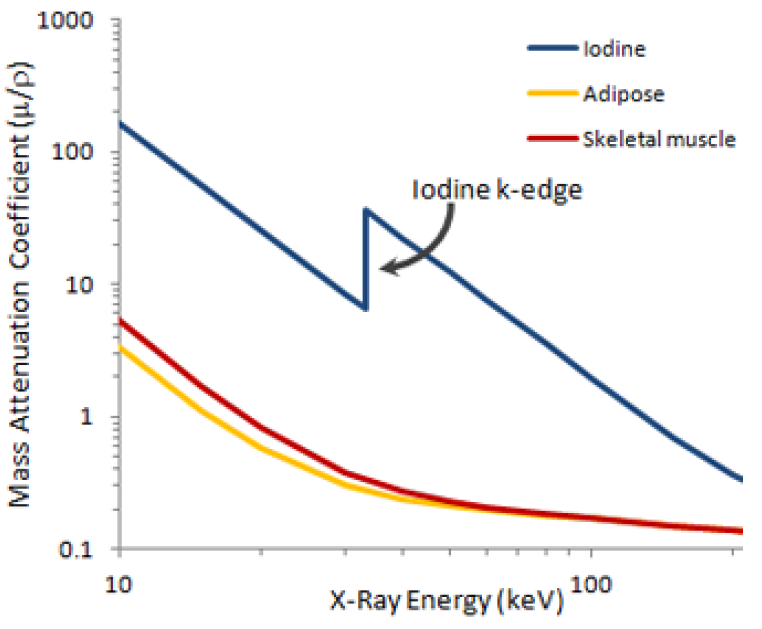 1000
100
10
1
0.1
Mass Attenuation Coefficient (μ/ρ)
Iodine
Adipose
Skeletal muscle
Iodine k-edge
10
100
X-Ray Energy (keV)